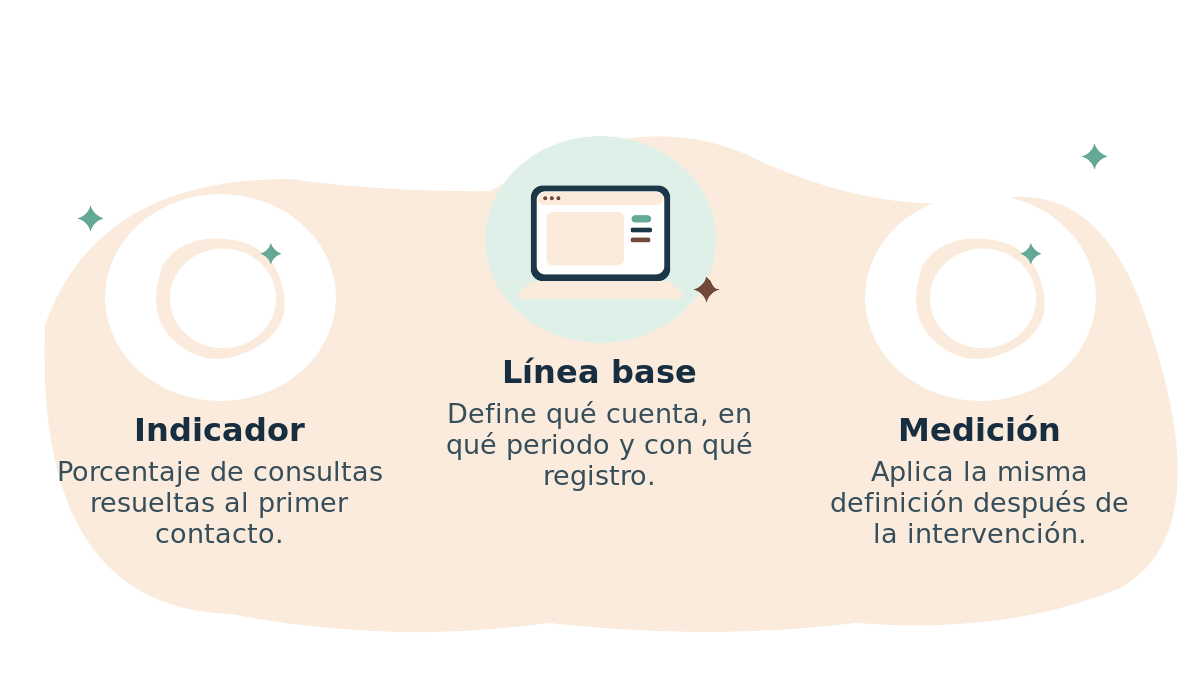 Indicador
Porcentaje de consultas
resueltas al primer
contacto.
Línea base
Define qué cuenta, en
qué periodo y con qué
registro.
Medición
Aplica la misma
definición después de
la intervención.